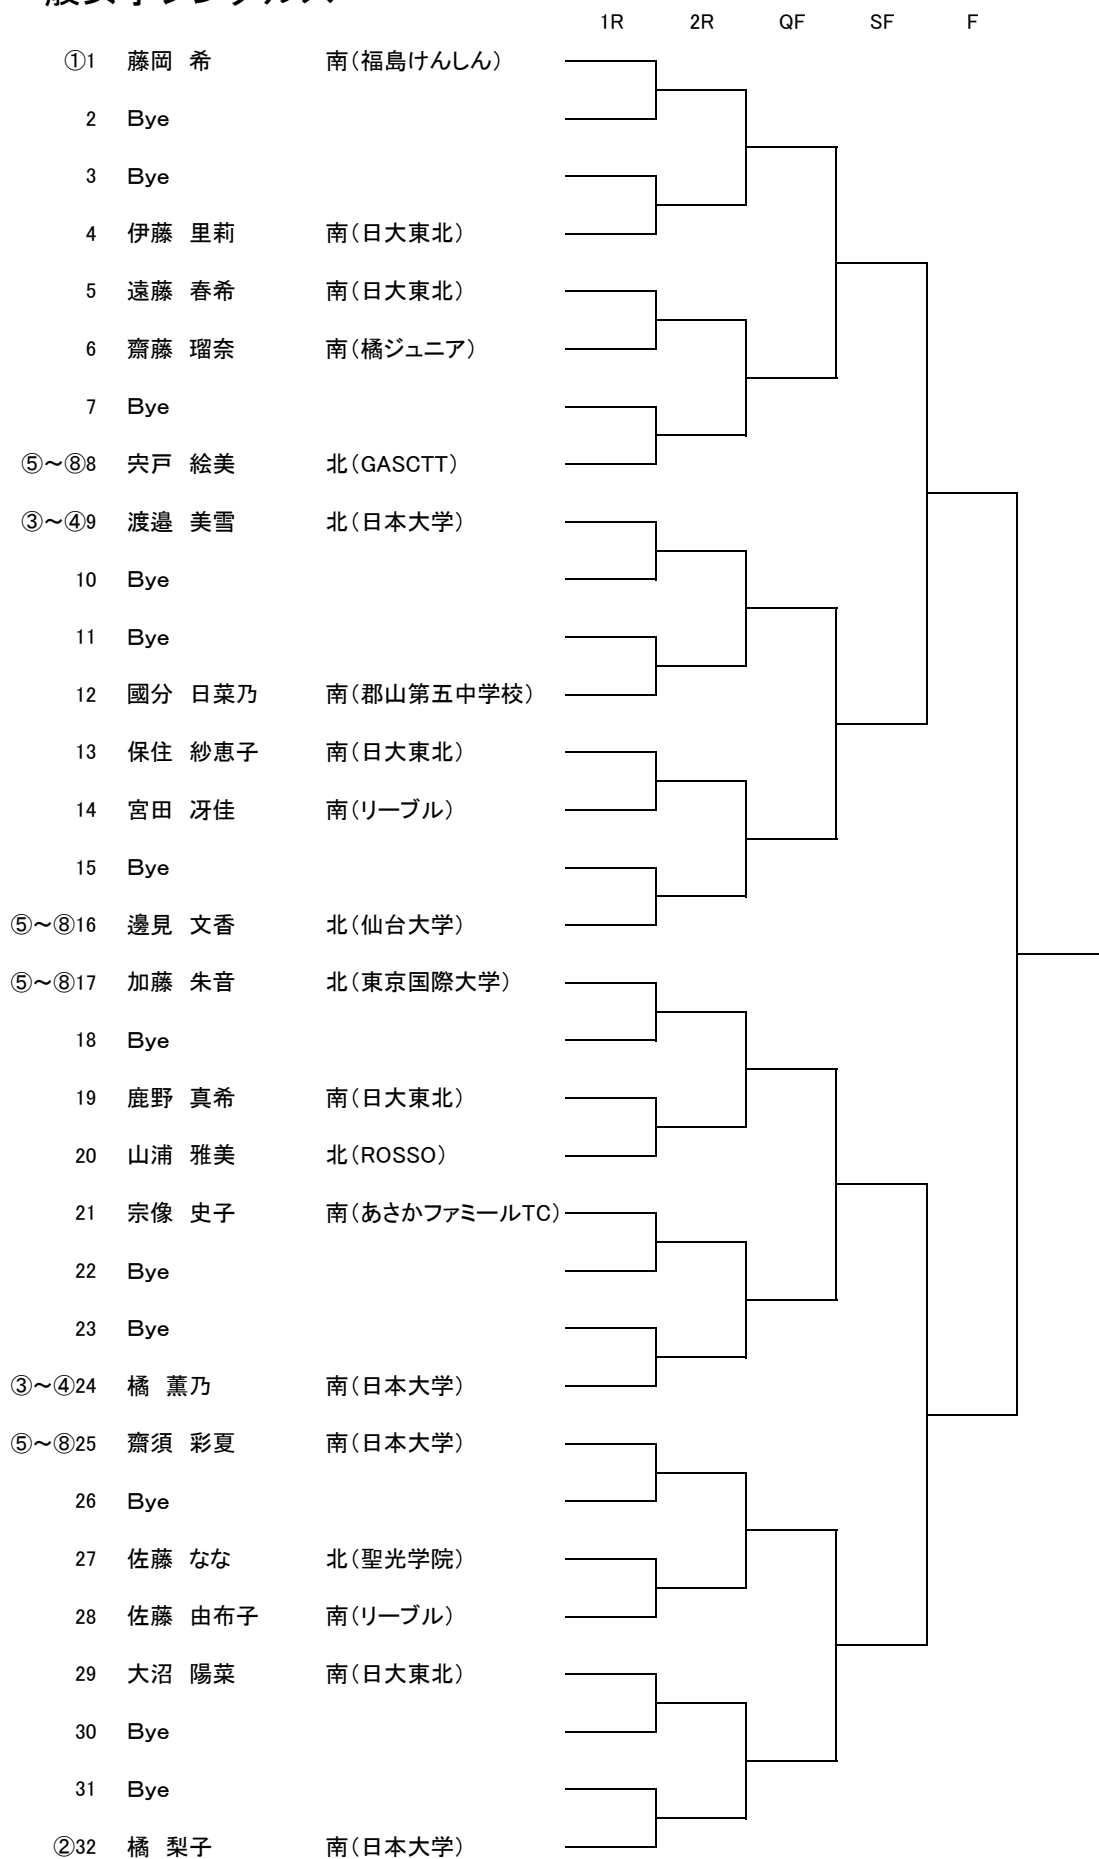 1R 2R QF SF F
①1 藤岡 希 南(福島けんしん)
2 Bye
3 Bye
4 伊藤 里莉 南(日大東北)
5 遠藤 春希 南(日大東北)
6 齋藤 瑠奈 南(橘ジュニア)
7 Bye
⑤～⑧8 宍戸 絵美 北(GASCTT)
③～④9 渡邉 美雪 北(日本大学)
10 Bye
11 Bye
12 國分 日菜乃 南(郡山第五中学校)
13 保住 紗恵子 南(日大東北)
14 宮田 冴佳 南(リーブル)
15 Bye
⑤～⑧16 邊見 文香 北(仙台大学)
⑤～⑧17 加藤 朱音 北(東京国際大学)
18 Bye
19 鹿野 真希 南(日大東北)
20 山浦 雅美 北(ROSSO)
21 宗像 史子 南(あさかファミールTC)
22 Bye
23 Bye
③～④24 橘 薫乃 南(日本大学)
⑤～⑧25 齋須 彩夏 南(日本大学)
26 Bye
27 佐藤 なな 北(聖光学院)
28 佐藤 由布子 南(リーブル)
29 大沼 陽菜 南(日大東北)
30 Bye
31 Bye
②32 橘 梨子 南(日本大学)